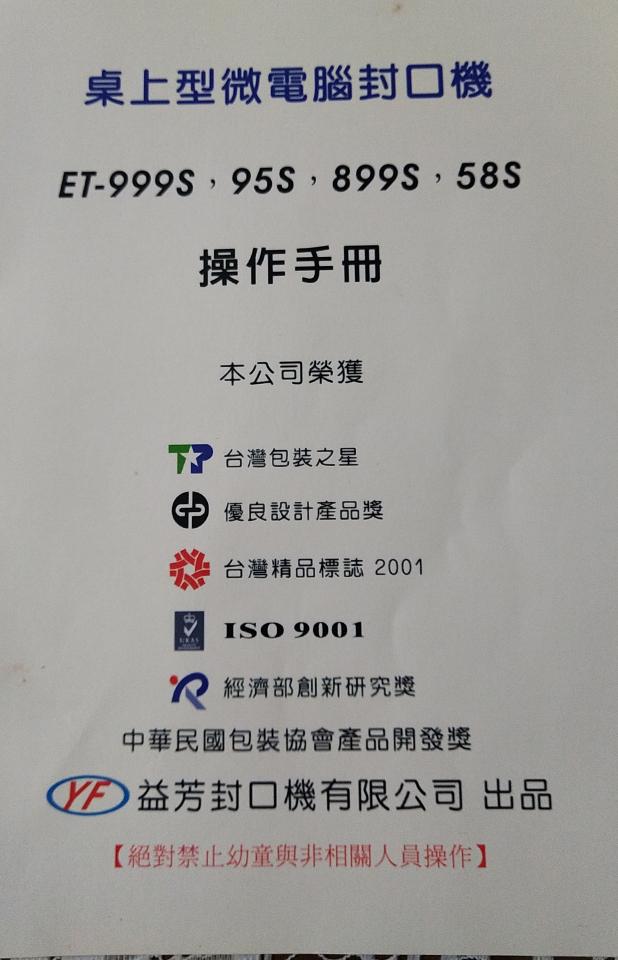 桌上型微電腦封口機
ET-999S，95S，899S，58S
操作手冊
本公司榮獲
台灣包裝之星
優良設計產品獎
台灣精品標誌 2001
UKAS
ISO 9001
經濟部創新研究獎
中華民國包裝協會產品開發獎
YF 益芳封口機有限公司 出品
【絕對禁止幼童與非相關人員操作】